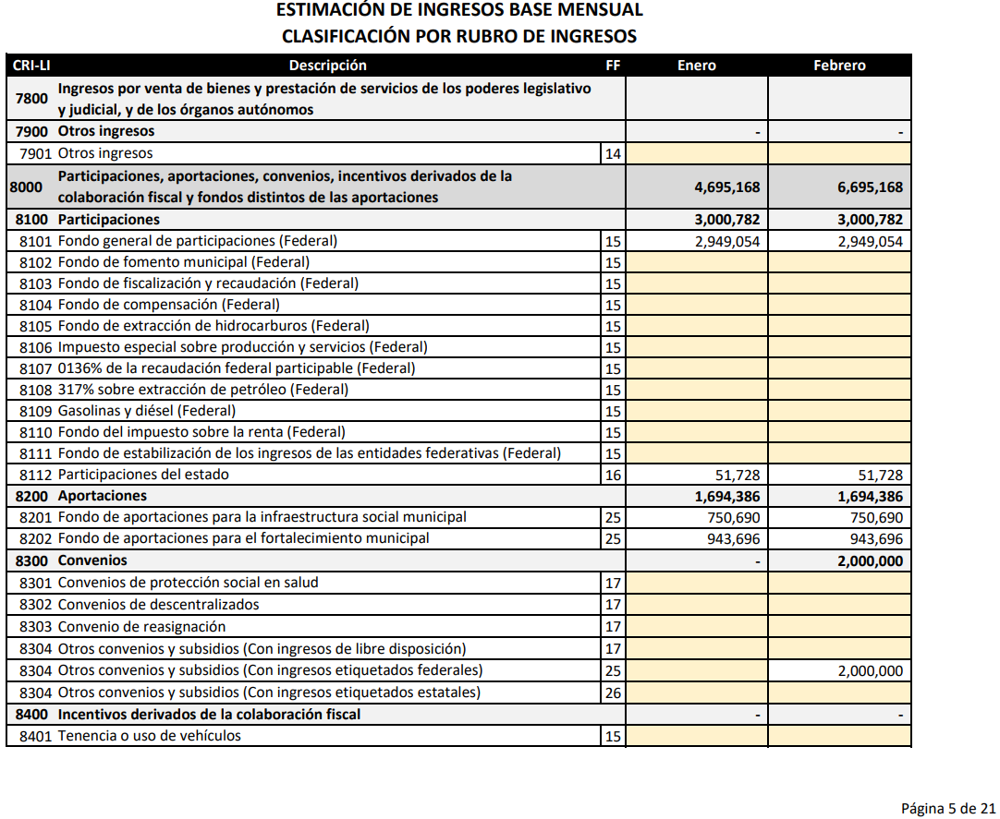 ESTIMACIÓN DE INGRESOS BASE MENSUAL
CLASIFICACIÓN POR RUBRO DE INGRESOS
CRI-LI Descripción FF Enero Febrero
7800 Ingresos por venta de bienes y prestación de servicios de los poderes legislativo
y judicial, y de los órganos autónomos
7900 Otros ingresos - -
7901 Otros ingresos 14
8000 Participaciones, aportaciones, convenios, incentivos derivados de la
colaboración fiscal y fondos distintos de las aportaciones 4,695,168 6,695,168
8100 Participaciones 3,000,782 3,000,782
8101 Fondo general de participaciones (Federal) 15 2,949,054 2,949,054
8102 Fondo de fomento municipal (Federal) 15
8103 Fondo de fiscalización y recaudación (Federal) 15
8104 Fondo de compensación (Federal) 15
8105 Fondo de extracción de hidrocarburos (Federal) 15
8106 Impuesto especial sobre producción y servicios (Federal) 15
8107 0136% de la recaudación federal participable (Federal) 15
8108 317% sobre extracción de petróleo (Federal) 15
8109 Gasolinas y diésel (Federal) 15
8110 Fondo del impuesto sobre la renta (Federal) 15
8111 Fondo de estabilización de los ingresos de las entidades federativas (Federal) 15
8112 Participaciones del estado 16 51,728 51,728
8200 Aportaciones 1,694,386 1,694,386
8201 Fondo de aportaciones para la infraestructura social municipal 25 750,690 750,690
8202 Fondo de aportaciones para el fortalecimiento municipal 25 943,696 943,696
8300 Convenios - 2,000,000
8301 Convenios de protección social en salud 17
8302 Convenios de descentralizados 17
8303 Convenio de reasignación 17
8304 Otros convenios y subsidios (Con ingresos de libre disposición) 17
8304 Otros convenios y subsidios (Con ingresos etiquetados federales) 25 2,000,000
8304 Otros convenios y subsidios (Con ingresos etiquetados estatales) 26
8400 Incentivos derivados de la colaboración fiscal - -
8401 Tenencia o uso de vehículos 15
Página 5 de 21